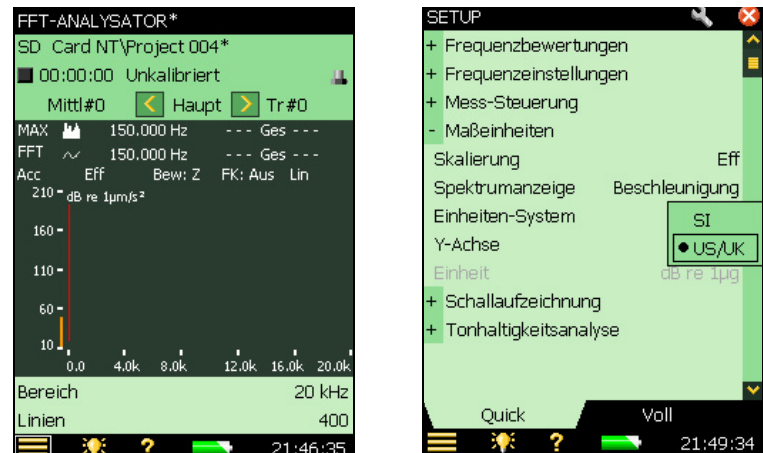 FFT-ANALYSATOR*
SD Card NT\Project 004*
00:00:00 Unkalibriert
Mittl#0 < Haupt > Tr#0
MAX 150.000 Hz --- Ges ---
FFT 150.000 Hz --- Ges ---
Acc Eff Bew: Z FK: Aus Lin
210 dB re 1µm/s²
160
110
60
10
0.0 4.0k 8.0k 12.0k 16.0k 20.0k
Bereich 20 kHz
Linien 400
? 21:46:35
SETUP
+ Frequenzbewertungen
+ Frequenzeinstellungen
+ Mess-Steuerung
- Maßeinheiten
Skalierung Eff
Spektrumanzeige Beschleunigung
Einheiten-System SI
Y-Achse US/UK
Einheit dB re 1µg
+ Schallaufzeichnung
+ Tonhaltigkeitsanalyse
Quick Voll
? 21:49:34